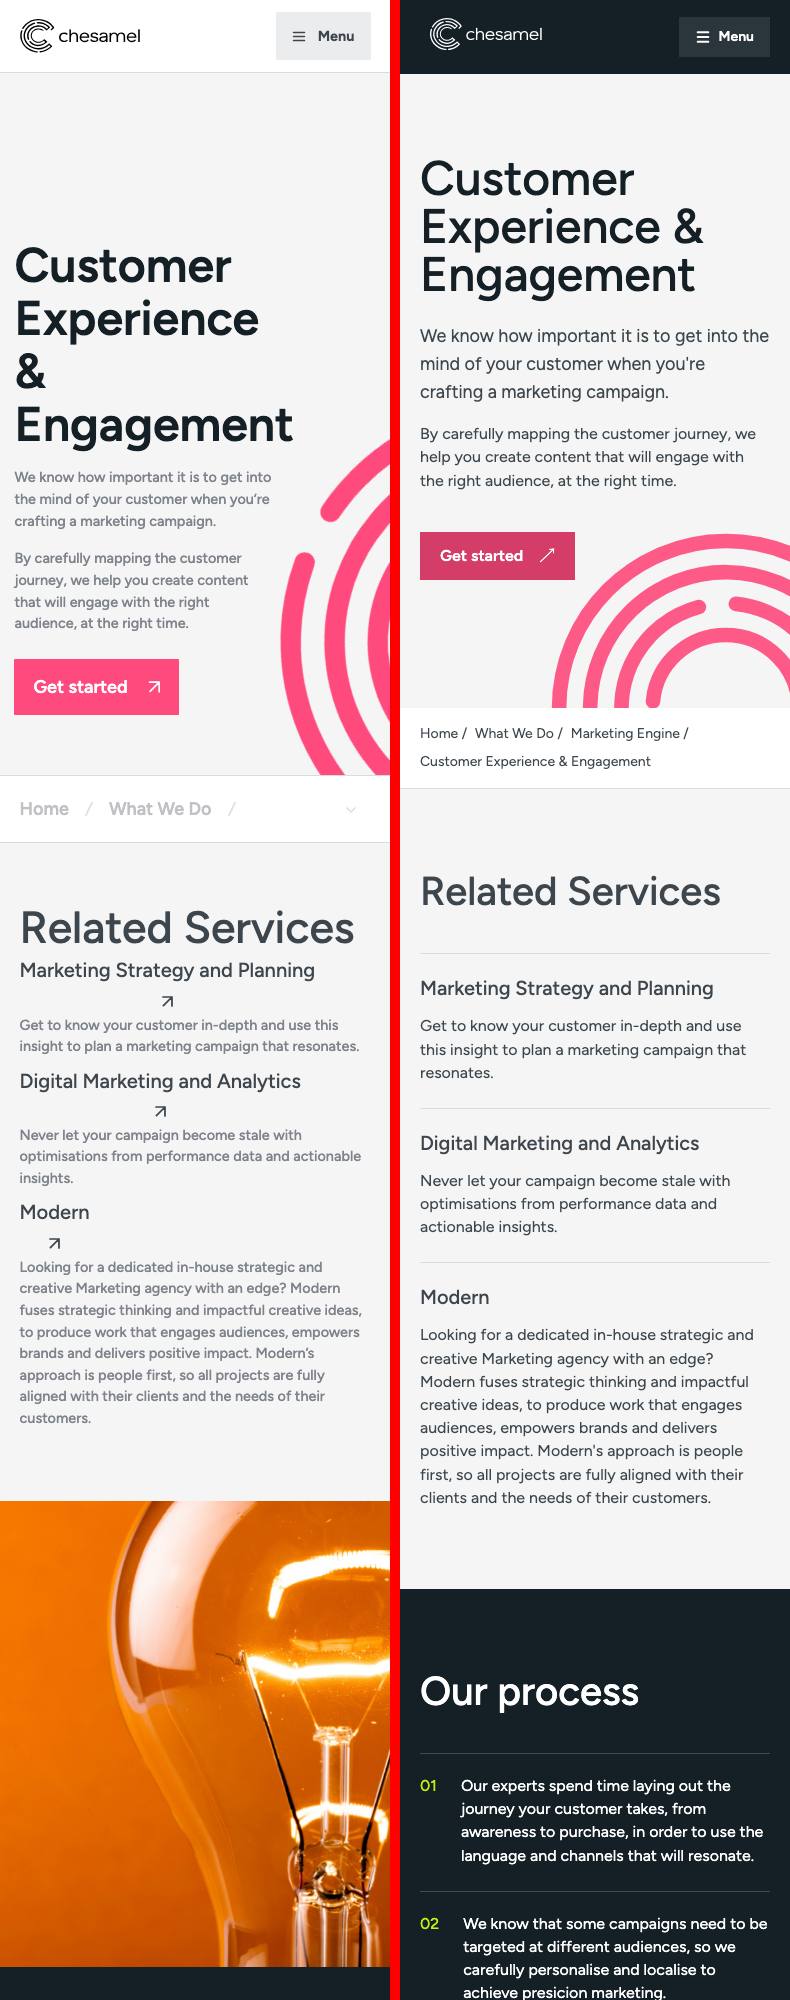 chesamel
Menu
Customer
Experience
&
Engagement
We know how important it is to get into
the mind of your customer when you're
crafting a marketing campaign.
By carefully mapping the customer
journey, we help you create content
that will engage with the right
audience, at the right time.
Get started
Home / What We Do /
Related Services
Marketing Strategy and Planning
Get to know your customer in-depth and use this
insight to plan a marketing campaign that resonates.
Digital Marketing and Analytics
Never let your campaign become stale with
optimisations from performance data and actionable
insights.
Modern
Looking for a dedicated in-house strategic and
creative Marketing agency with an edge? Modern
fuses strategic thinking and impactful creative ideas,
to produce work that engages audiences, empowers
brands and delivers positive impact. Modern's
approach is people first, so all projects are fully
aligned with their clients and the needs of their
customers.
chesamel
Menu
Customer
Experience &
Engagement
We know how important it is to get into the
mind of your customer when you're
crafting a marketing campaign.
By carefully mapping the customer journey, we
help you create content that will engage with
the right audience, at the right time.
Get started
Home / What We Do / Marketing Engine /
Customer Experience & Engagement
Related Services
Marketing Strategy and Planning
Get to know your customer in-depth and use
this insight to plan a marketing campaign that
resonates.
Digital Marketing and Analytics
Never let your campaign become stale with
optimisations from performance data and
actionable insights.
Modern
Looking for a dedicated in-house strategic and
creative Marketing agency with an edge?
Modern fuses strategic thinking and impactful
creative ideas, to produce work that engages
audiences, empowers brands and delivers
positive impact. Modern's approach is people
first, so all projects are fully aligned with their
clients and the needs of their customers.
Our process
01 Our experts spend time laying out the
journey your customer takes, from
awareness to purchase, in order to use the
language and channels that will resonate.
02 We know that some campaigns need to be
targeted at different audiences, so we
carefully personalise and localise to
achieve presicion marketing.